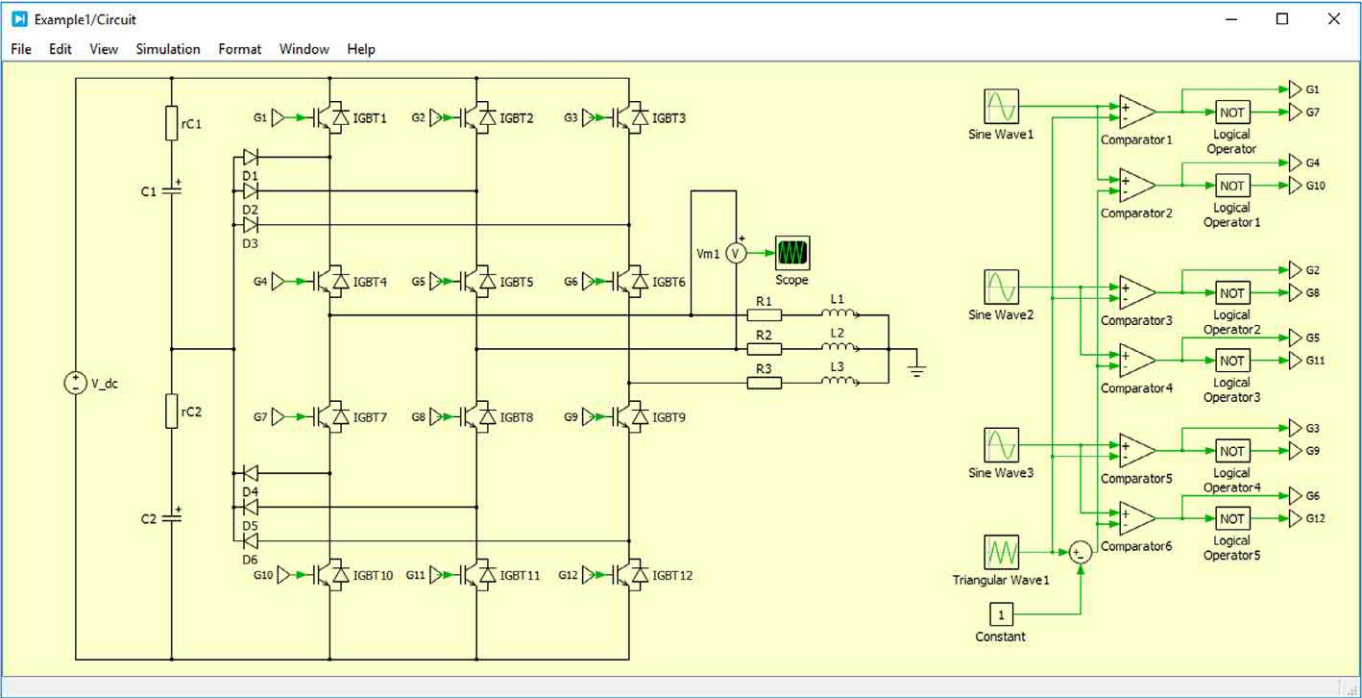 Example1/Circuit
File Edit View Simulation Format Window Help
rC1
C1
V_dc
rC2
C2
G1 IGBT1
G2 IGBT2
G3 IGBT3
D1
D2
D3
G4 IGBT4
G5 IGBT5
G6 IGBT6
Vm1 V
Scope
R1 L1
R2 L2
R3 L3
G7 IGBT7
G8 IGBT8
G9 IGBT9
D4
D5
D6
G10 IGBT10
G11 IGBT11
G12 IGBT12
Sine Wave1
Comparator1
NOT
Logical
Operator
G1
G7
Comparator2
NOT
Logical
Operator1
G4
G10
Sine Wave2
Comparator3
NOT
Logical
Operator2
G2
G8
Comparator4
NOT
Logical
Operator3
G5
G11
Sine Wave3
Comparator5
NOT
Logical
Operator4
G3
G9
Comparator6
NOT
Logical
Operator5
G6
G12
Triangular Wave1
1
Constant